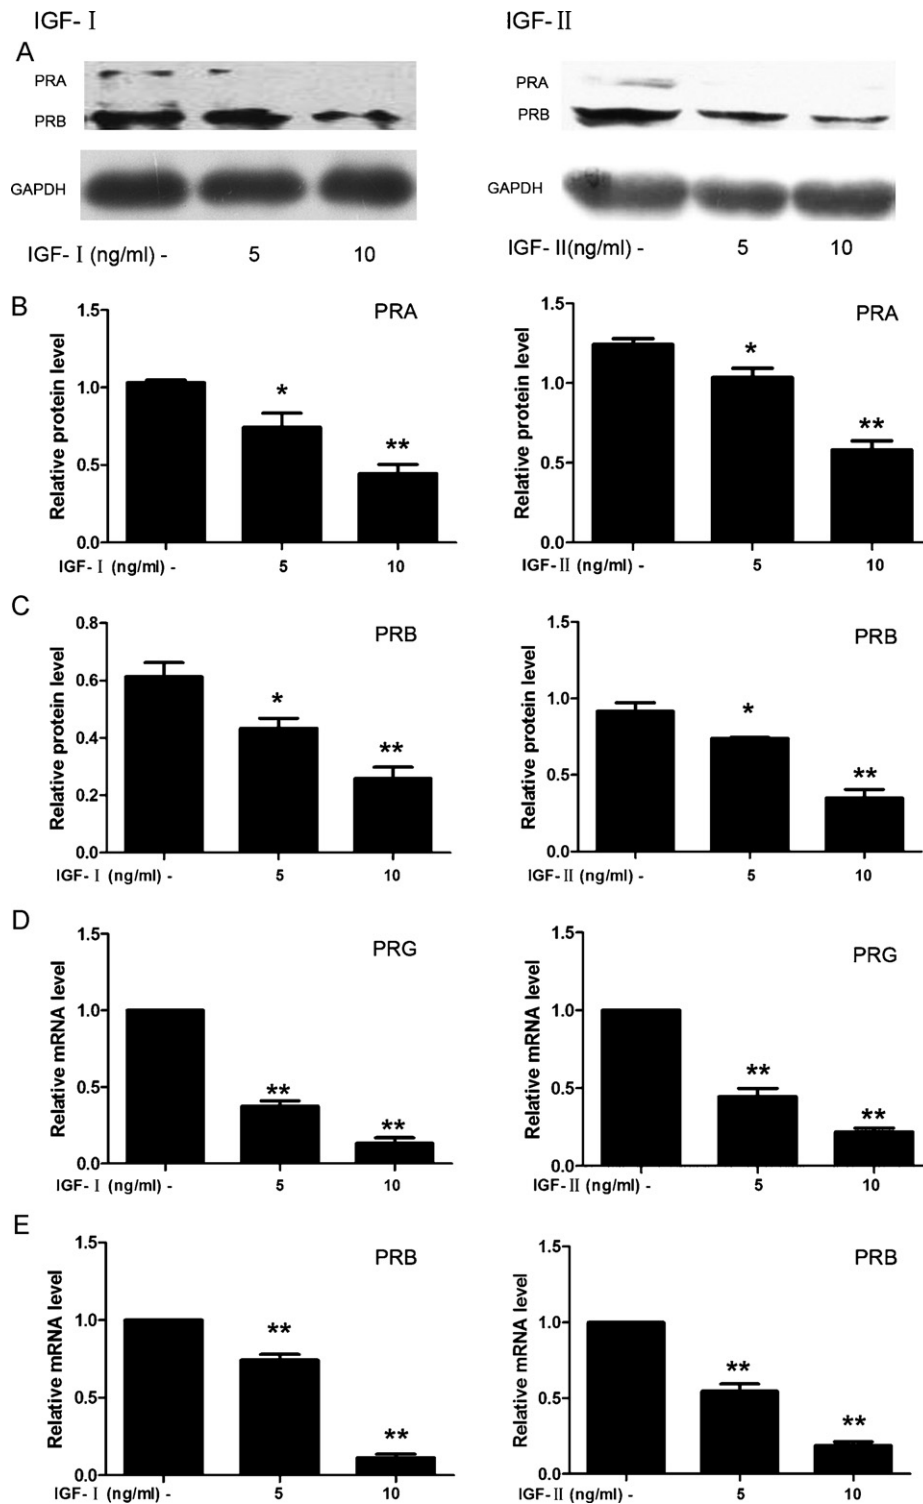 IGF- Ⅰ
IGF- Ⅱ
A
PRA
PRB
GAPDH
IGF- Ⅰ (ng/ml) - 5 10
PRA
PRB
GAPDH
IGF- Ⅱ(ng/ml) - 5 10
B
PRA
Relative protein level
1.5
1.0
0.5
0.0
*
**
IGF- Ⅰ (ng/ml) - 5 10
PRA
Relative protein level
1.5
1.0
0.5
0.0
*
**
IGF-Ⅱ (ng/ml) - 5 10
C
PRB
Relative protein level
0.8
0.6
0.4
0.2
0.0
*
**
IGF- Ⅰ (ng/ml) - 5 10
PRB
Relative protein level
1.5
1.0
0.5
0.0
*
**
IGF-Ⅱ (ng/ml) - 5 10
D
PRG
Relative mRNA level
1.5
1.0
0.5
0.0
**
**
IGF- Ⅰ (ng/ml) - 5 10
PRG
Relative mRNA level
1.5
1.0
0.5
0.0
**
**
IGF-Ⅱ (ng/ml) - 5 10
E
PRB
Relative mRNA level
1.5
1.0
0.5
0.0
**
**
IGF- Ⅰ (ng/ml) - 5 10
PRB
Relative mRNA level
1.5
1.0
0.5
0.0
**
**
IGF-Ⅱ (ng/ml) - 5 10